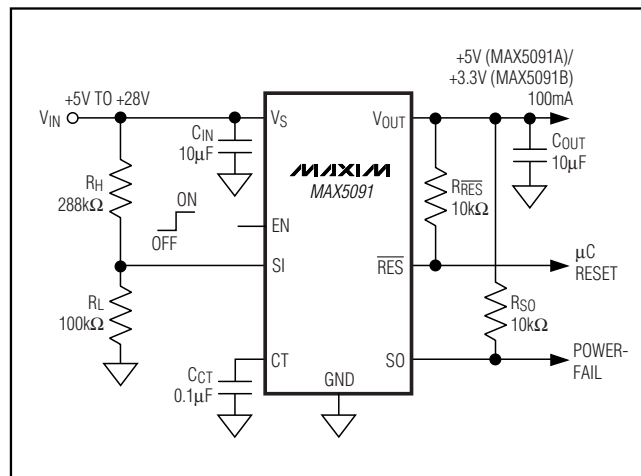 +5V (MAX5091A)/
+3.3V (MAX5091B)
100mA
+5V TO +28V
VIN
VS
VOUT
CIN
10μF
COUT
10μF
MAXIM
MAX5091
RH
288kΩ
RRES
10kΩ
ON
OFF
EN
SI
RES
μC
RESET
RL
100kΩ
RSO
10kΩ
CT
SO
POWER-
FAIL
CCT
0.1μF
GND